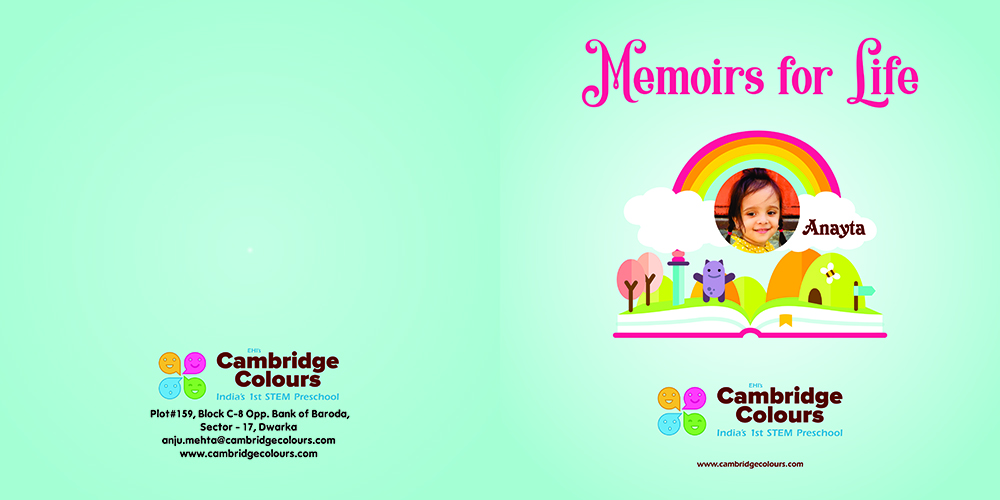 EHI's
Cambridge
Colours
India's 1st STEM Preschool
Plot#159, Block C-8 Opp. Bank of Baroda,
Sector - 17, Dwarka
anju.mehta@cambridgecolours.com
www.cambridgecolours.com
Memoirs for Life
Anayta
EHI's
Cambridge
Colours
India's 1st STEM Preschool
www.cambridgecolours.com